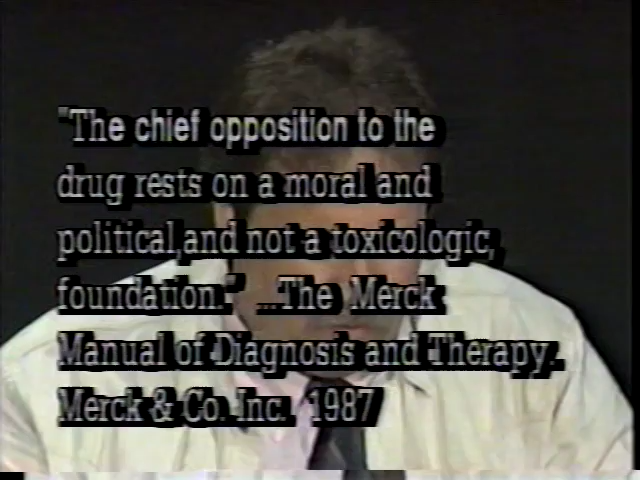 "The chief opposition to the
drug rests on a moral and
political, and not a toxicologic,
foundation." ...The Merck
Manual of Diagnosis and Therapy.
Merck & Co. Inc. 1987